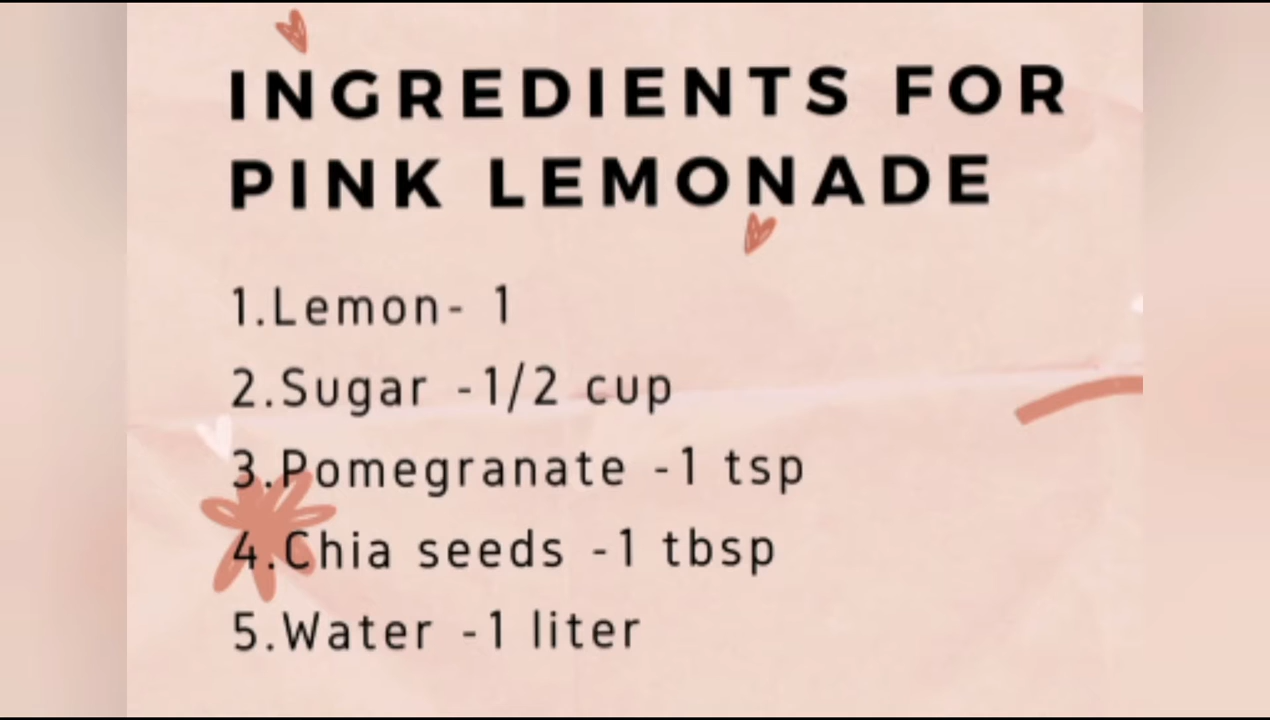 INGREDIENTS FOR
PINK LEMONADE
1.Lemon- 1
2.Sugar -1/2 cup
3.Pomegranate -1 tsp
4.Chia seeds -1 tbsp
5.Water -1 liter